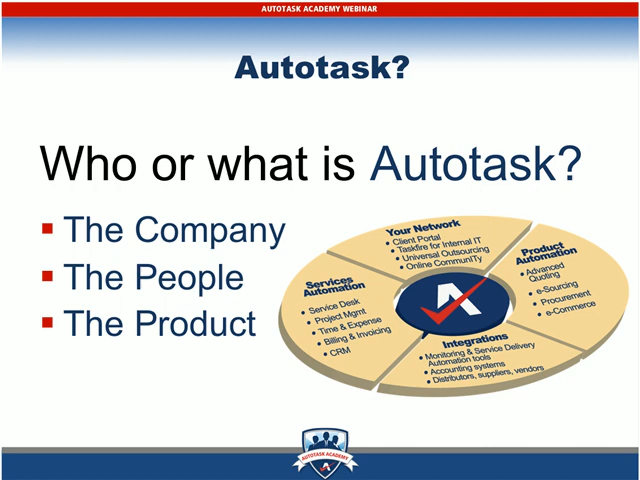 AUTOTASK ACADEMY WEBINAR
Autotask?
Who or what is Autotask?
▪ The Company
▪ The People
▪ The Product
Your Network
• Client Portal
• Taskfire for Internal IT
• Universal Outsourcing
• Online CommunITy
Product
Automation
• Advanced
Quoting
• e-Sourcing
• Procurement
• e-Commerce
Services
Automation
• Service Desk
• Project Mgmt
• Time & Expense
• Billing & Invoicing
• CRM
Integrations
• Monitoring & Service Delivery
Automation tools
• Accounting systems
• Distributors, suppliers, vendors
AUTOTASK ACADEMY